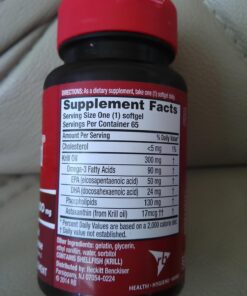 DIRECTIONS: As a dietary supplement, take one (1) softgel daily.
Supplement Facts
Serving Size One (1) softgel
Servings Per Container 65
Amount Per Serving % Daily Value*
Cholesterol <5 mg 1%
Krill Oil 300 mg †
Omega-3 Fatty Acids 90 mg †
EPA (eicosapentaenoic acid) 50 mg †
DHA (docosahexaenoic acid) 24 mg †
Phospholipids 130 mg †
Astaxanthin (from Krill oil) 17mcg ††
* Percent Daily Values are based on a 2,000 calorie diet.
† Daily value not established.
Other Ingredients: gelatin, glycerin,
ethyl vanillin, water, sorbitol
CONTAINS SHELLFISH (KRILL)
Distributed by: Reckitt Benckiser
Parsippany, NJ 07054-0224
© 2014 RB
rb
HEALTH • HYGIENE • HOME